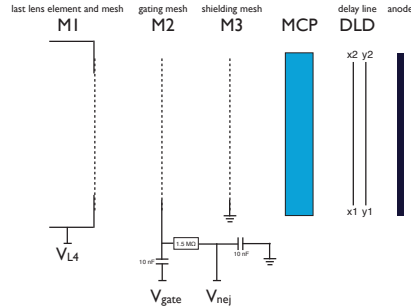 last lens element and mesh gating mesh shielding mesh delay line anode
M1 M2 M3 MCP DLD
x2 y2
x1 y1
1.5 MΩ
10 nF 10 nF
VL4
Vgate Vnej